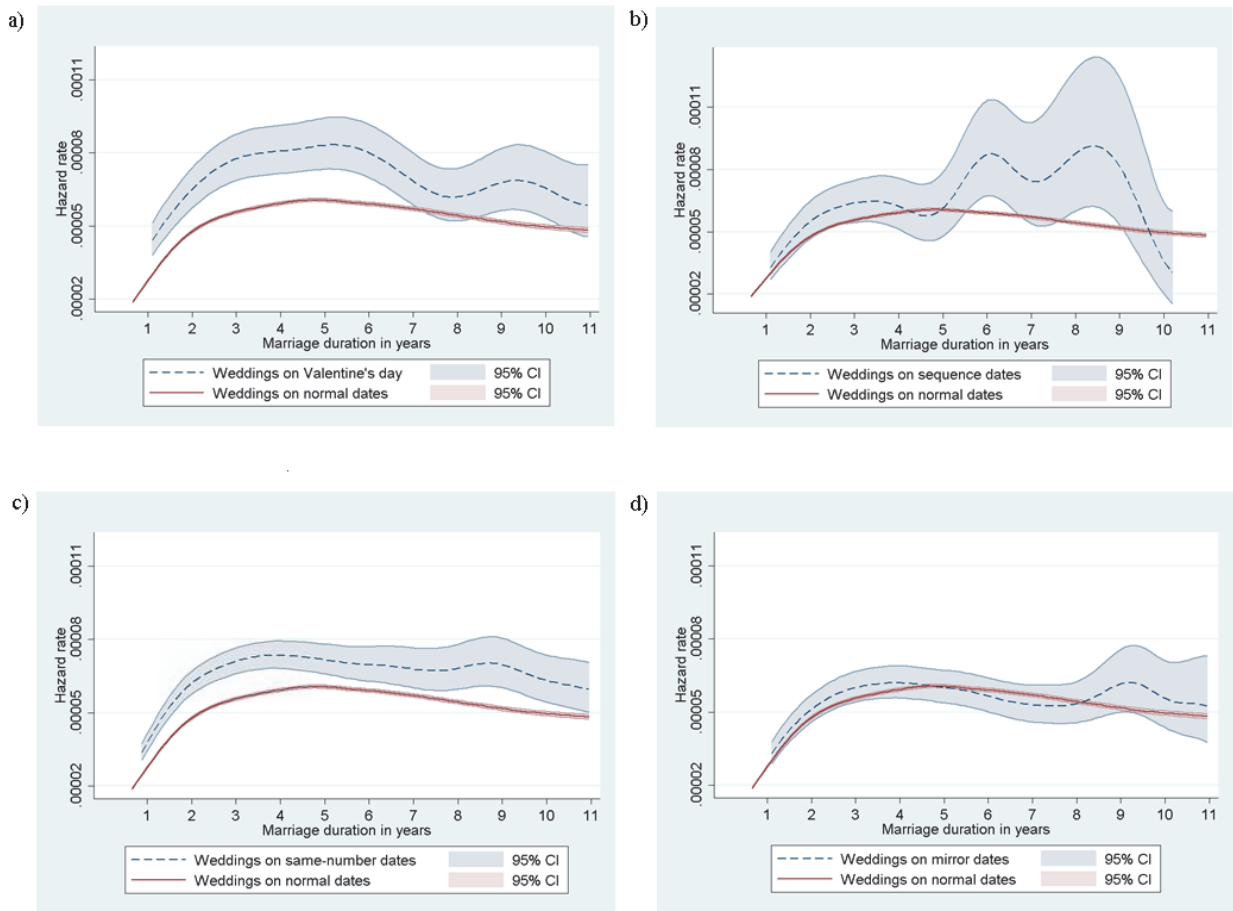 a)
Hazard rate
.00002 .00005 .00008 .00011
1 2 3 4 5 6 7 8 9 10 11
Marriage duration in years
Weddings on Valentine's day 95% CI
Weddings on normal dates 95% CI
b)
Hazard rate
.00002 .00005 .00008 .00011
1 2 3 4 5 6 7 8 9 10 11
Marriage duration in years
Weddings on sequence dates 95% CI
Weddings on normal dates 95% CI
c)
Hazard rate
.00002 .00005 .00008 .00011
1 2 3 4 5 6 7 8 9 10 11
Marriage duration in years
Weddings on same-number dates 95% CI
Weddings on normal dates 95% CI
d)
Hazard rate
.00002 .00005 .00008 .00011
1 2 3 4 5 6 7 8 9 10 11
Marriage duration in years
Weddings on mirror dates 95% CI
Weddings on normal dates 95% CI